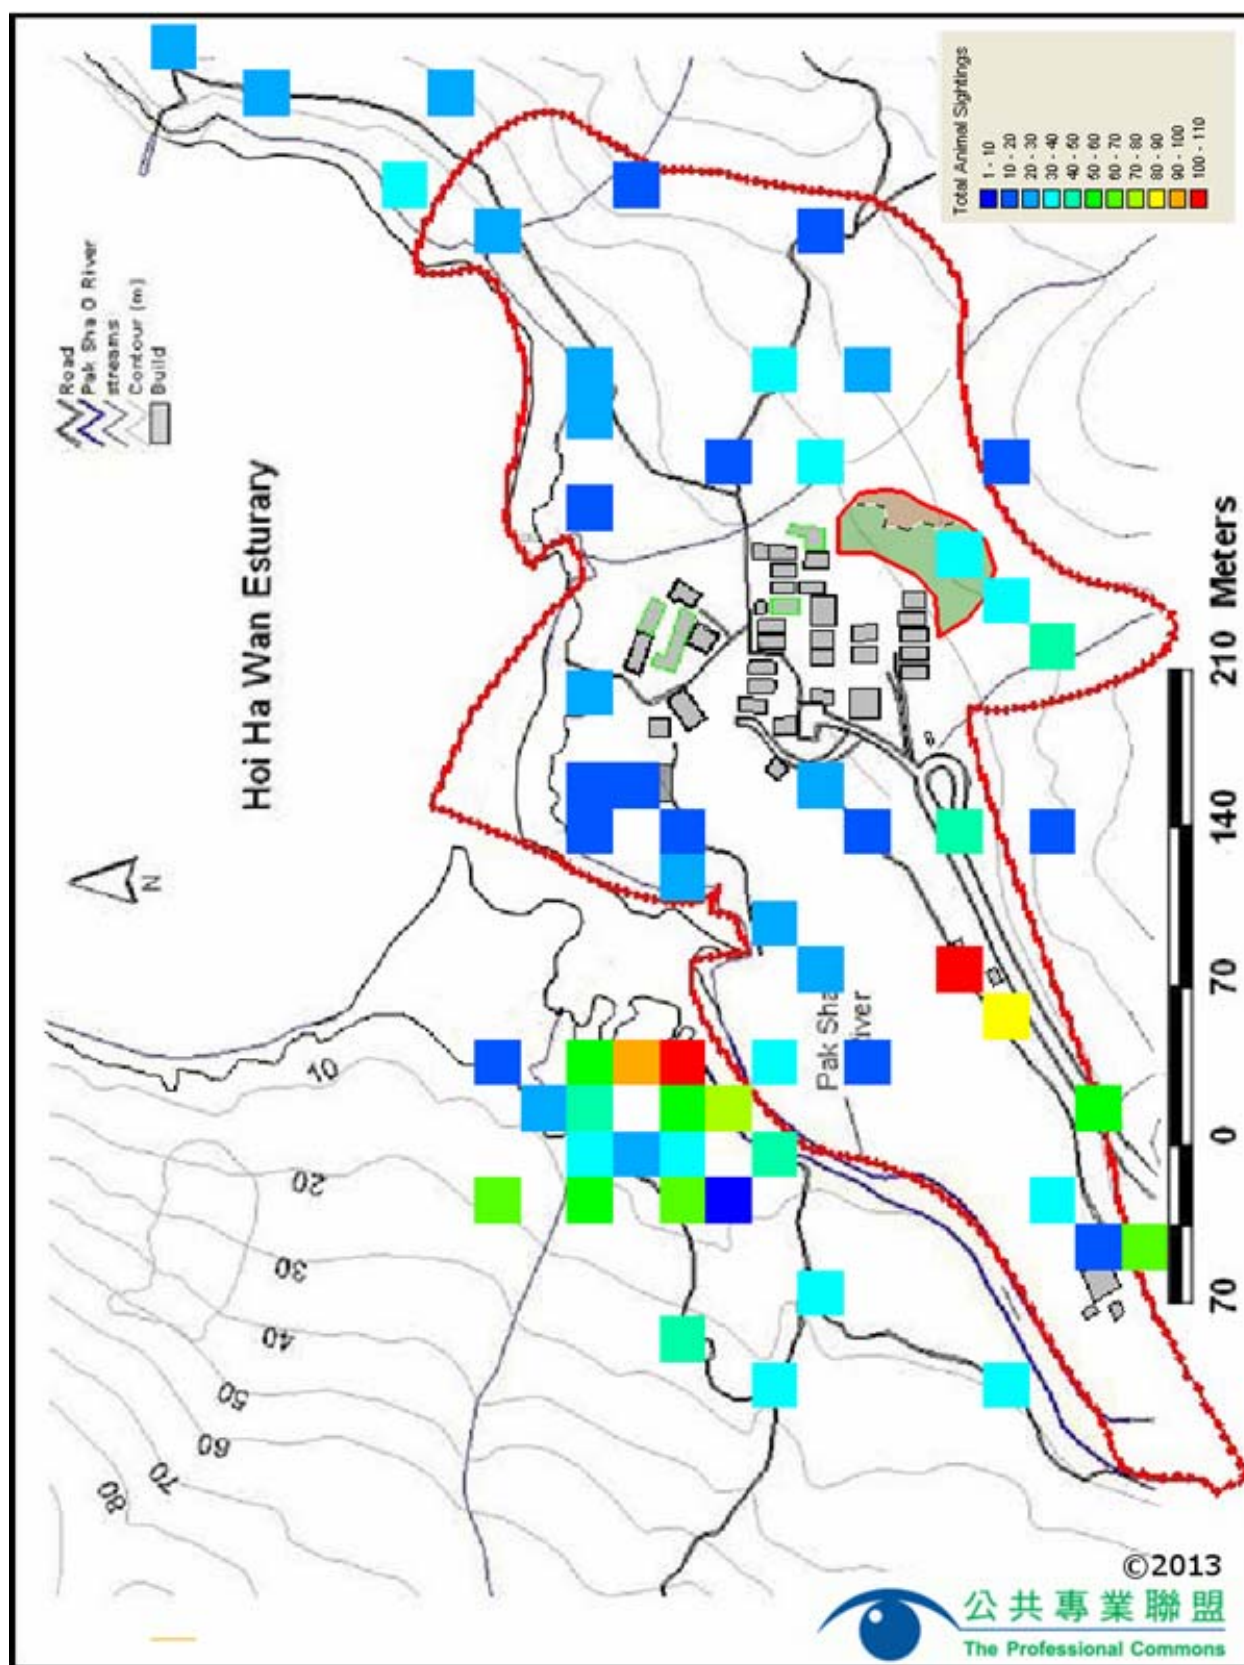 Road
Pak Sha O River
streams
Contour (m)
Build
Hoi Ha Wan Esturary
N
Total Animal Sightings
1 - 10
10 - 20
20 - 30
30 - 40
40 - 50
50 - 60
60 - 70
70 - 80
80 - 90
90 - 100
100 - 110
10
20
30
40
50
60
70
80
Pak Sha
River
70 0 70 140 210 Meters
©2013
公共專業聯盟
The Professional Commons